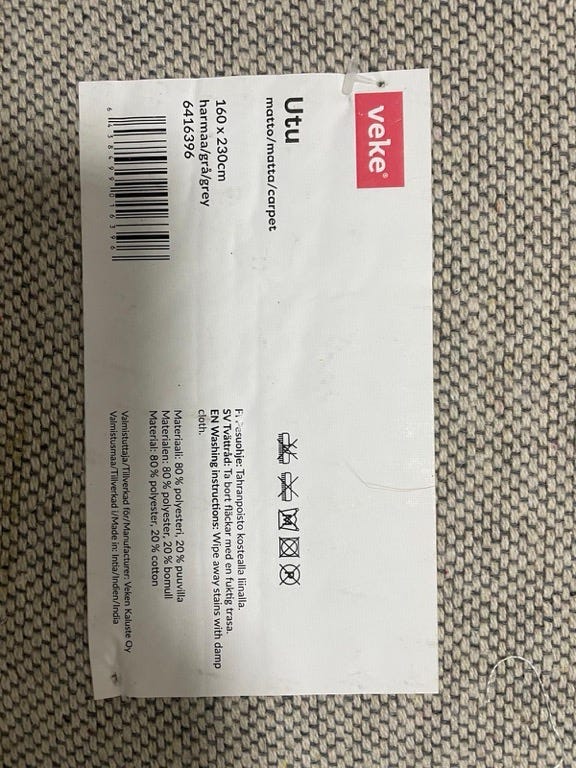 veke®
Utu
matto/matta/carpet
160 x 230cm
harmaa/grå/grey
6416396
Pesuohje: Tahranpoisto kostealla liinalla.
SV Tvättråd: Ta bort fläckar med en fuktig trasa.
EN Washing instructions: Wipe away stains with damp
cloth.
Materiaali: 80 % polyesteri, 20 % puuvilla
Materialen: 80 % polyester, 20 % bomull
Material: 80 % polyester, 20 % cotton
Valmistuttaja/Tillverkad för/Manufacturer: Veken Kaluste Oy
Valmistusmaa/Tillverkad i/Made in: Intia/Indien/India